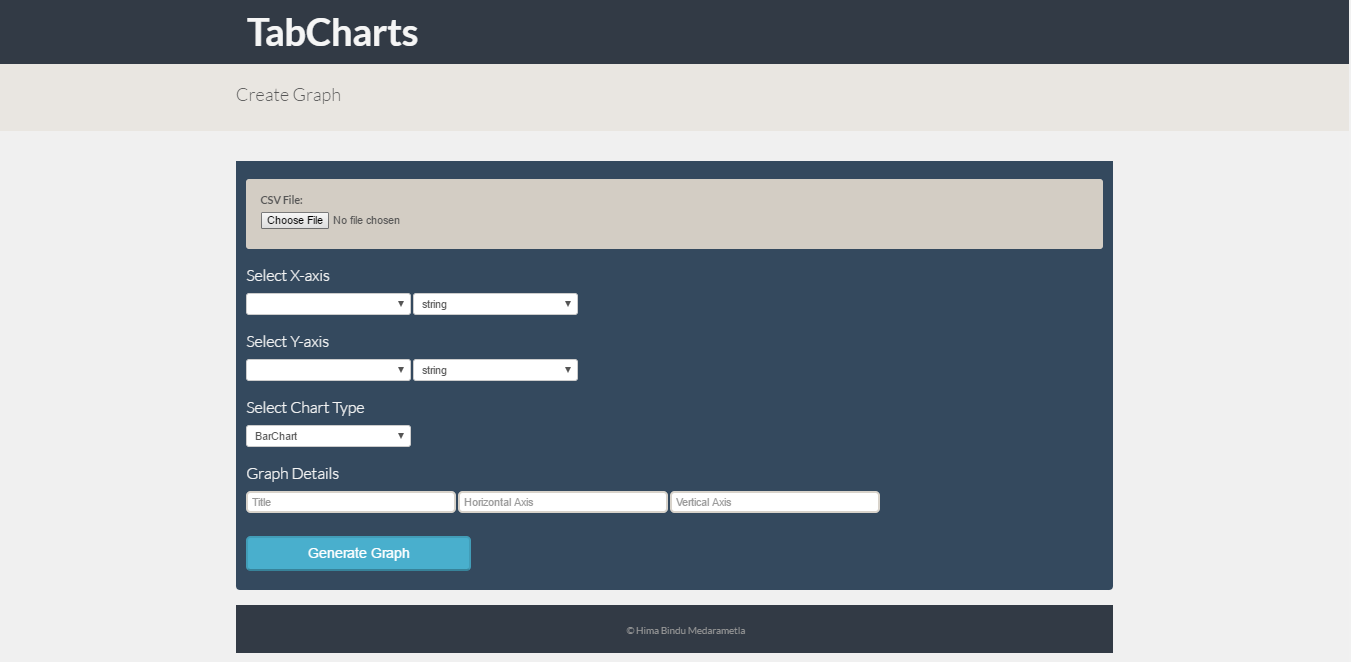 TabCharts
Create Graph
CSV File:
Choose File No file chosen
Select X-axis
string
Select Y-axis
string
Select Chart Type
BarChart
Graph Details
Title Horizontal Axis Vertical Axis
Generate Graph
© Hima Bindu Medarametla